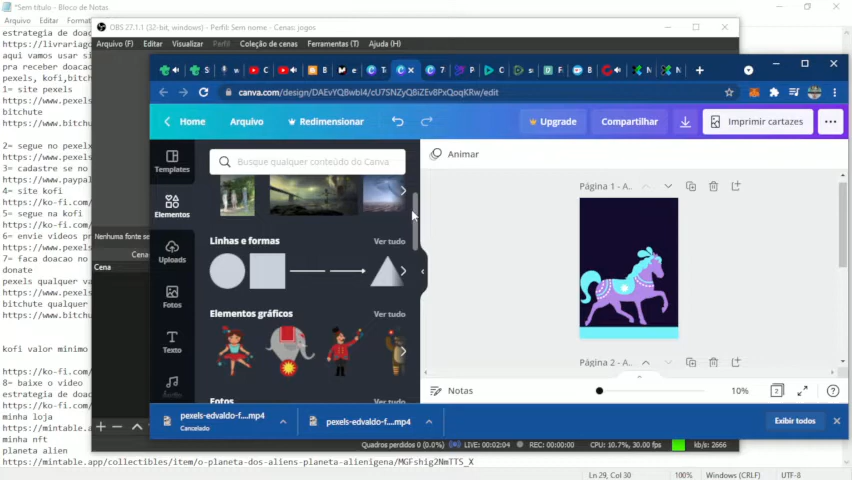 *Sem título - Bloco de Notas
Arquivo Editar Format
estrategia de doac
https://livrariago
aqui vamos usar si
pra receber doacao
pexels, kofi,bitch
1= site pexels
https://www.pexels
bitchute
https://www.bitchu
2= segue no pexelx
https://www.pexels
3= cadastre se no
https://www.paypal
4= site kofi
https://ko-fi.com/
5= segue na kofi
https://ko-fi.com/
6= envie videos pr
https://www.pexels
7= faca doacao no
donate
pexels qualquer va
https://www.pexels
bitchute qualquer
https://www.bitchu
kofi valor minimo
https://ko-fi.com/
8= baixe o video
estrategia de doac
https://ko-fi.com/
minha loja
https://mintable.a
minha nft
planeta alien
https://mintable.app/collectibles/item/o-planeta-dos-aliens-planeta-alienigena/MGFshig2NmTTS_X
Ln 29, Col 30 100% Windows (CRLF) UTF-8
OBS 27.1.1 (32-bit, windows) - Perfil: Sem nome - Cenas: jogos
Arquivo (F) Editar Visualizar Perfil Coleção de cenas Ferramentas (T) Ajuda (H)
Nenhuma fonte se
Cena
Cena
Quadros perdidos 0 (0.0%) LIVE: 00:02:04 REC: 00:00:00 CPU: 10.7%, 30.00 fps kb/s: 2666
canva.com/design/DAEvYQBwbl4/cU7SNZyQBiZEv8PxQoqKRw/edit
Home Arquivo Redimensionar Upgrade Compartilhar Imprimir cartazes
Templates
Elementos
Uploads
Fotos
Texto
Áudio
Busque qualquer conteúdo do Canva
Linhas e formas Ver tudo
Elementos gráficos Ver tudo
Fotos Ver tudo
Animar
Página 1 - A..
Página 2 - A..
Notas 10% 2
pexels-edvaldo-f....mp4
Cancelado
pexels-edvaldo-f....mp4
Exibir todos